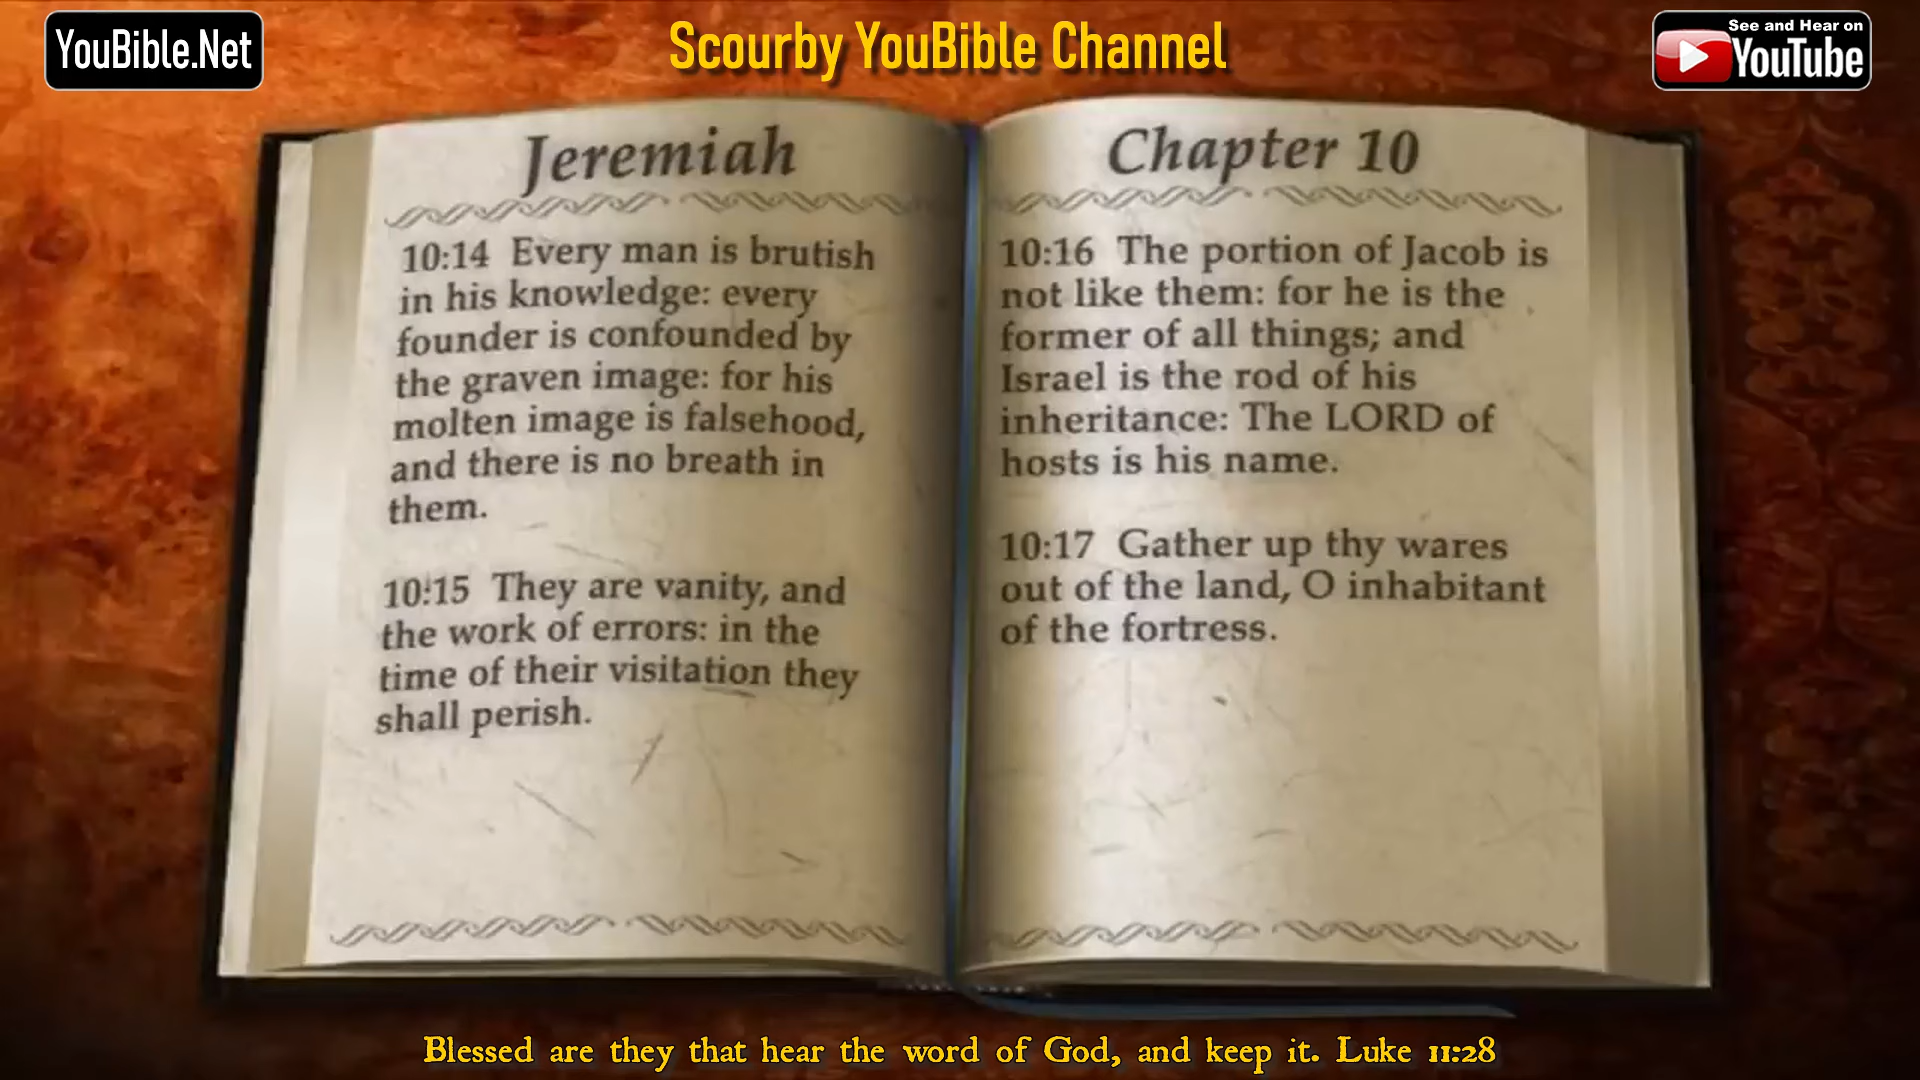 YouBible.Net
Scourby YouBible Channel
See and Hear on
YouTube
Jeremiah
10:14 Every man is brutish
in his knowledge: every
founder is confounded by
the graven image: for his
molten image is falsehood,
and there is no breath in
them.
10:15 They are vanity, and
the work of errors: in the
time of their visitation they
shall perish.
Chapter 10
10:16 The portion of Jacob is
not like them: for he is the
former of all things; and
Israel is the rod of his
inheritance: The LORD of
hosts is his name.
10:17 Gather up thy wares
out of the land, O inhabitant
of the fortress.
Blessed are they that hear the word of God, and keep it. Luke 11:28